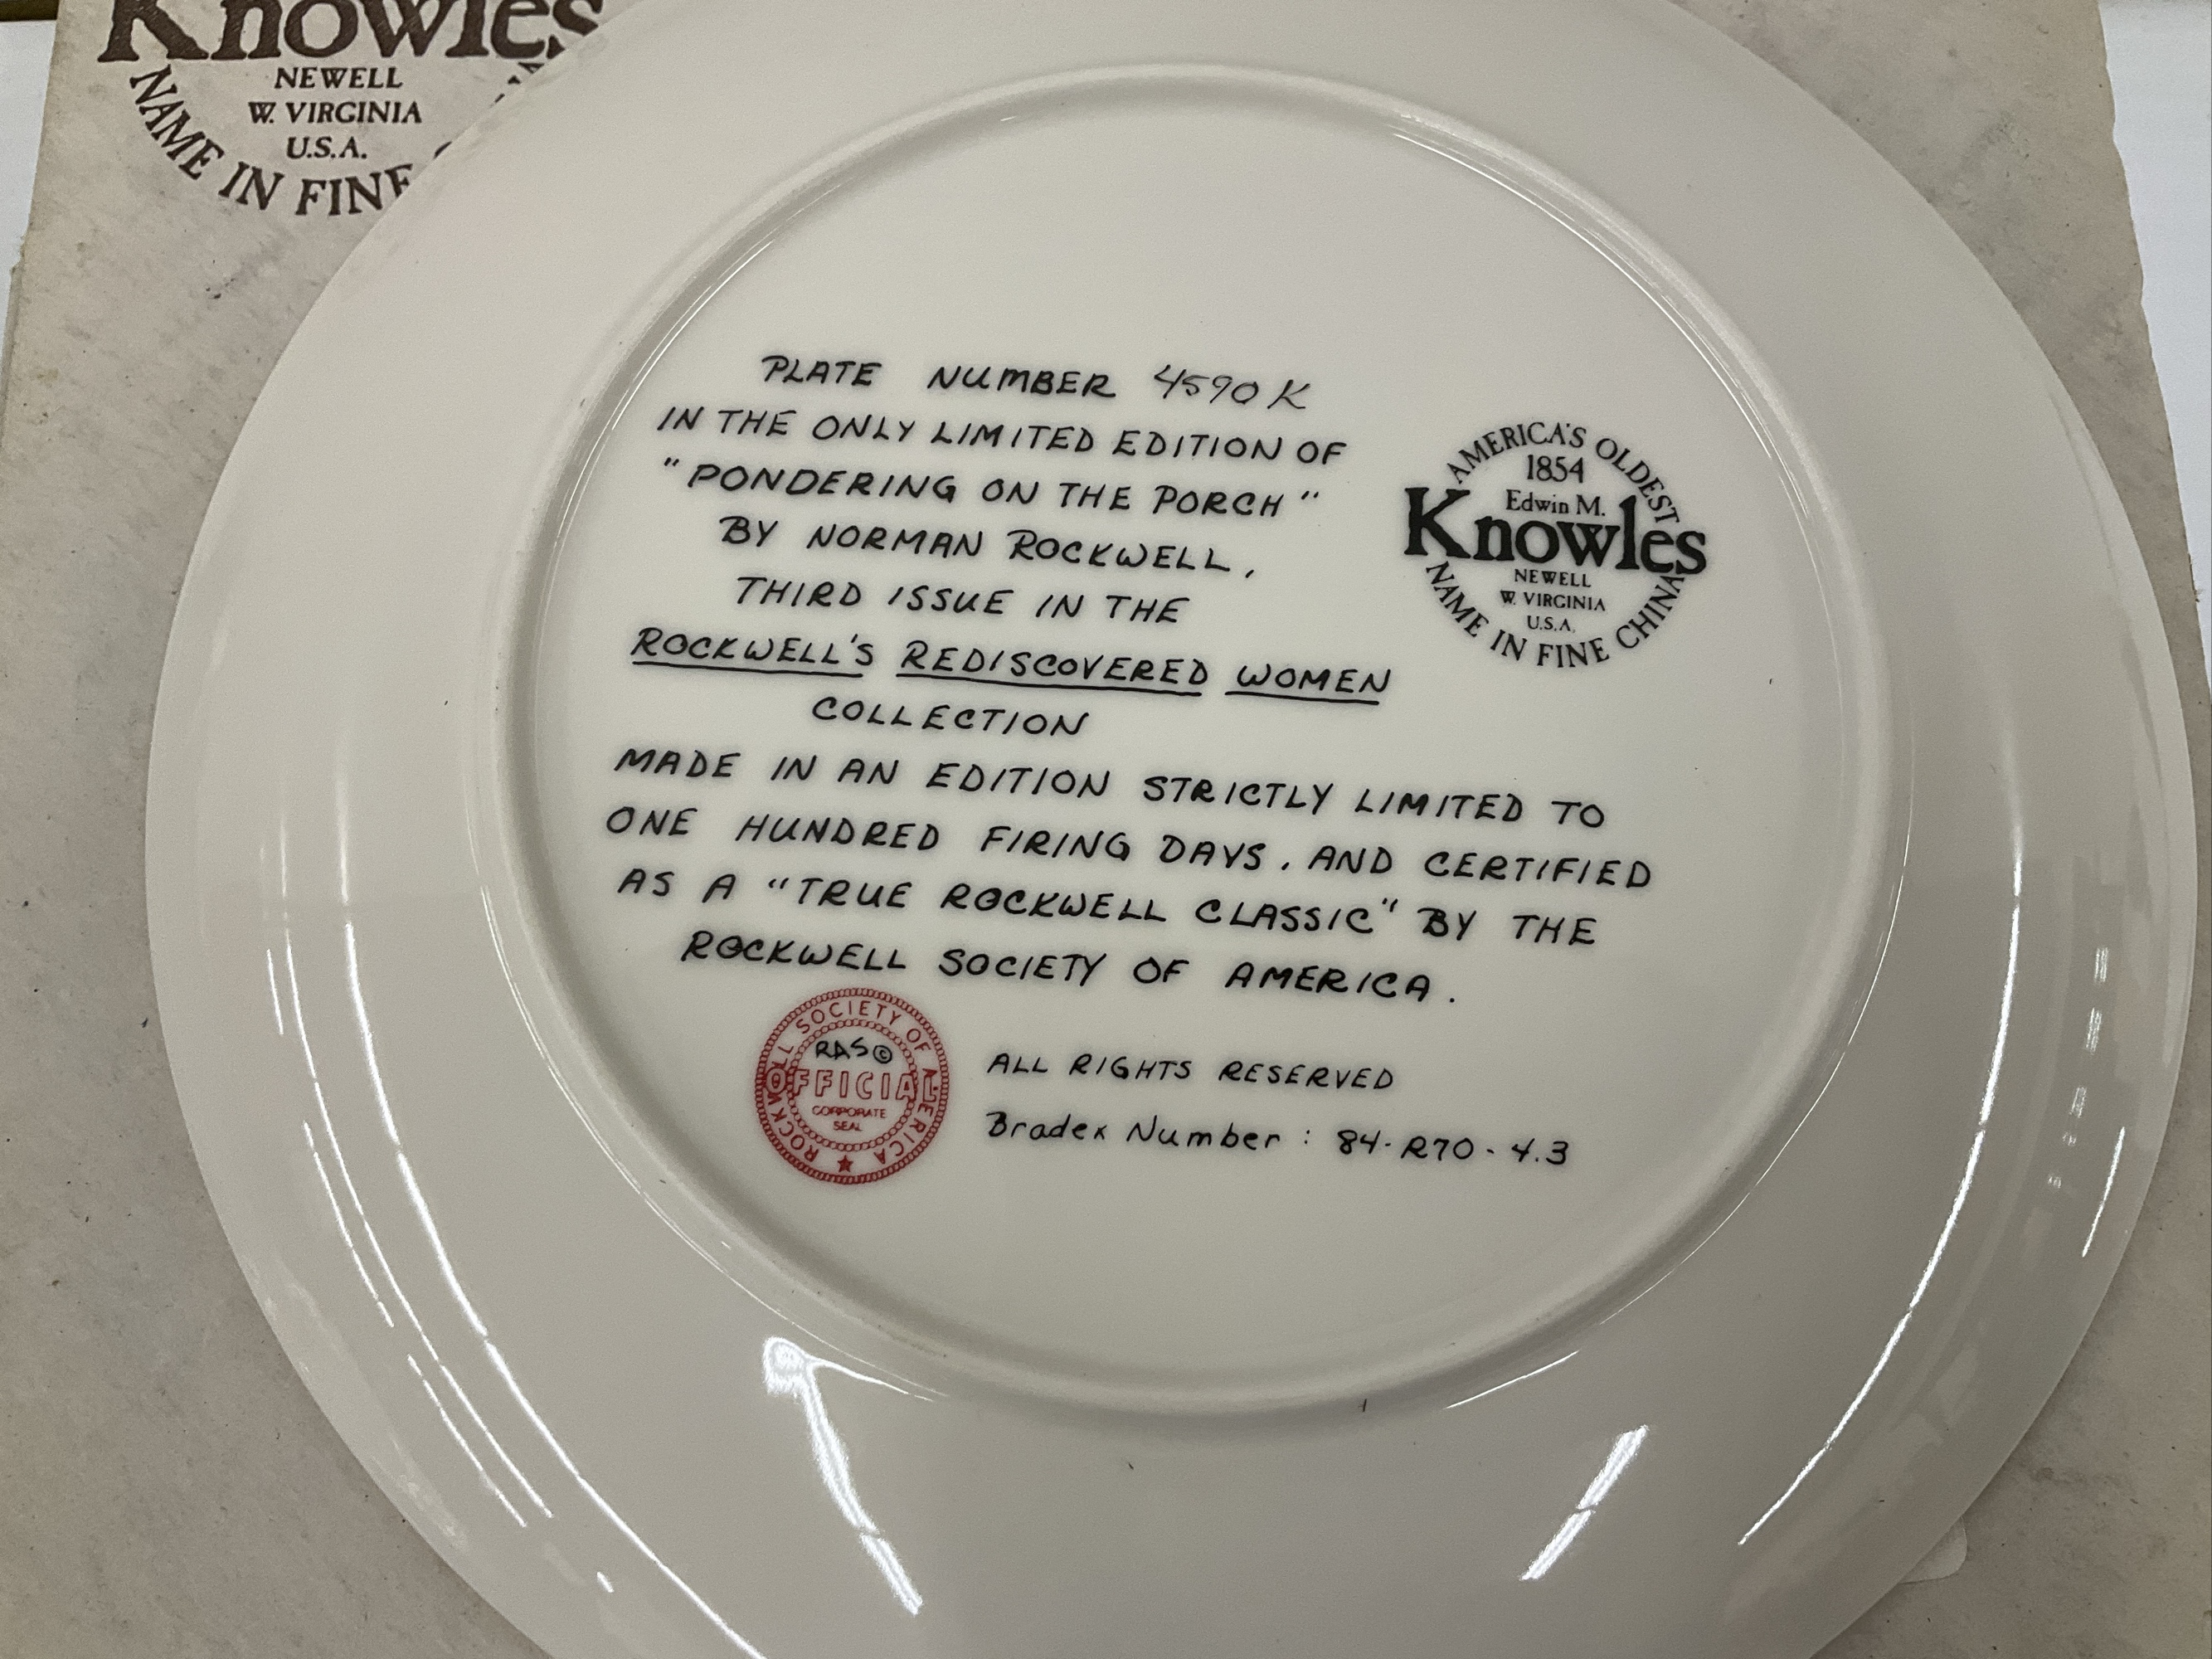 Knowles
NEWELL
W. VIRGINIA
U.S.A.
NAME IN FINE
PLATE NUMBER 4590 K
IN THE ONLY LIMITED EDITION OF
"PONDERING ON THE PORCH"
BY NORMAN ROCKWELL,
THIRD ISSUE IN THE
ROCKWELL'S REDISCOVERED WOMEN
COLLECTION
MADE IN AN EDITION STRICTLY LIMITED TO
ONE HUNDRED FIRING DAYS, AND CERTIFIED
AS A "TRUE ROCKWELL CLASSIC" BY THE
ROCKWELL SOCIETY OF AMERICA.
AMERICA'S OLDEST
1854
Edwin M.
Knowles
NEWELL
W. VIRGINIA
U.S.A.
NAME IN FINE CHINA
ROCKWELL SOCIETY OF AMERICA
RAS©
OFFICIAL
CORPORATE
SEAL
ALL RIGHTS RESERVED
Bradex Number : 84-R70-4.3